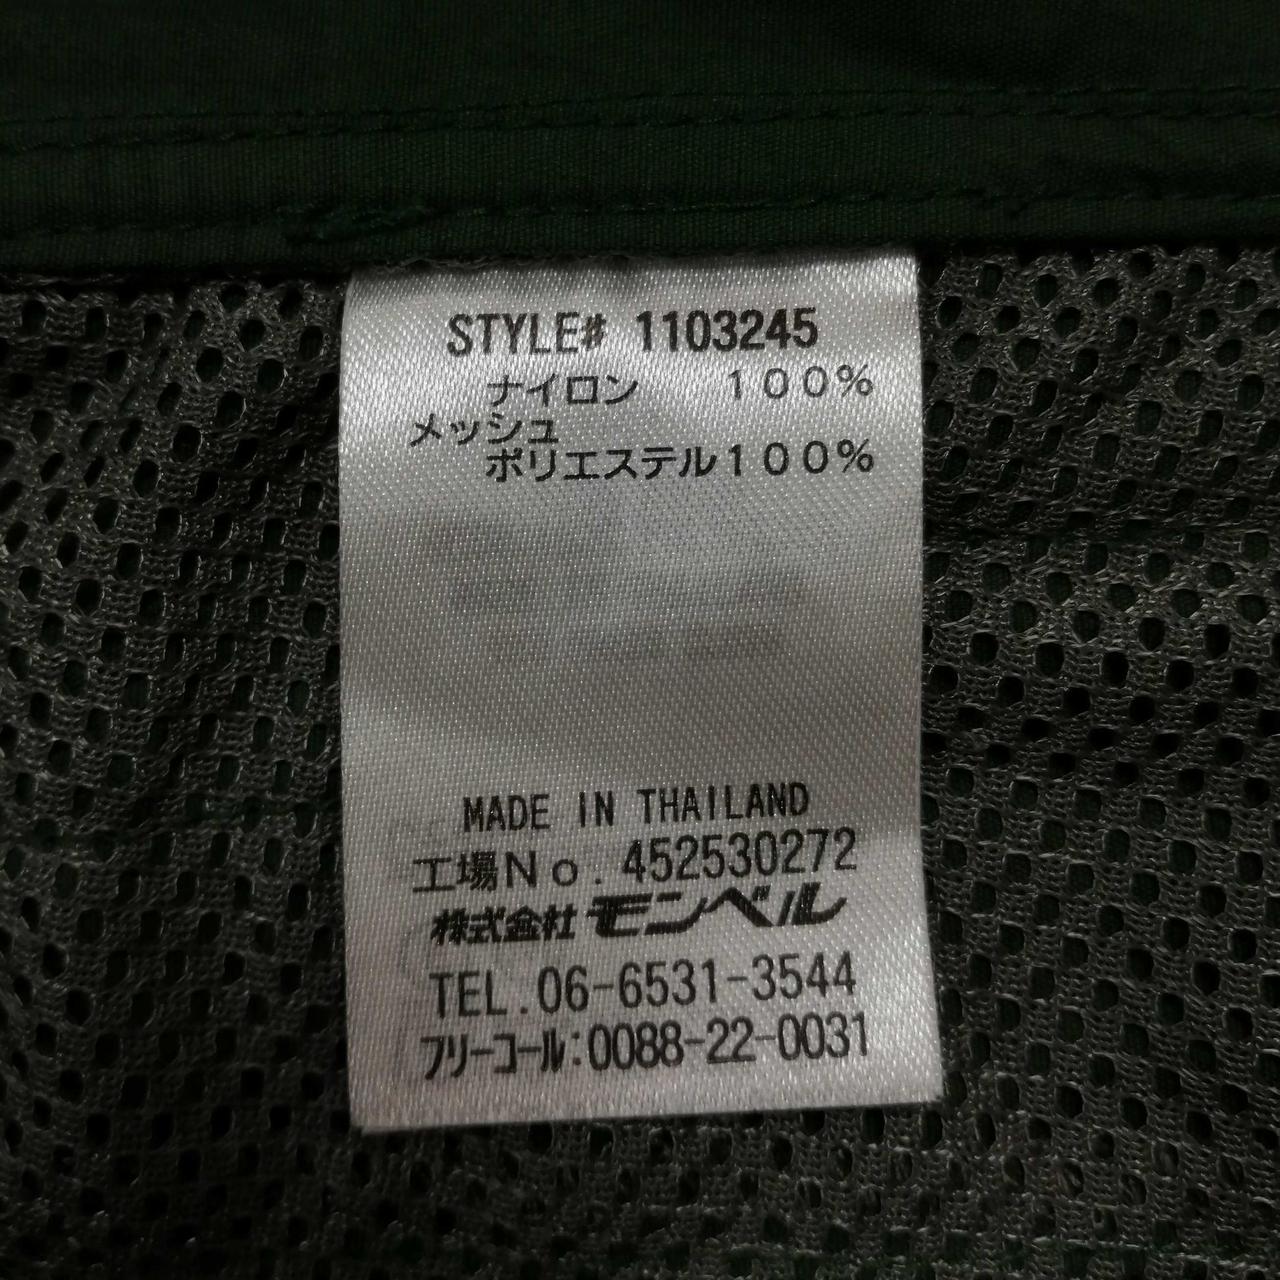 STYLE# 1103245
ナイロン 100%
メッシュ
ポリエステル100%
MADE IN THAILAND
工場No. 452530272
株式会社 モンベル
TEL.06-6531-3544
フリーコール:0088-22-0031